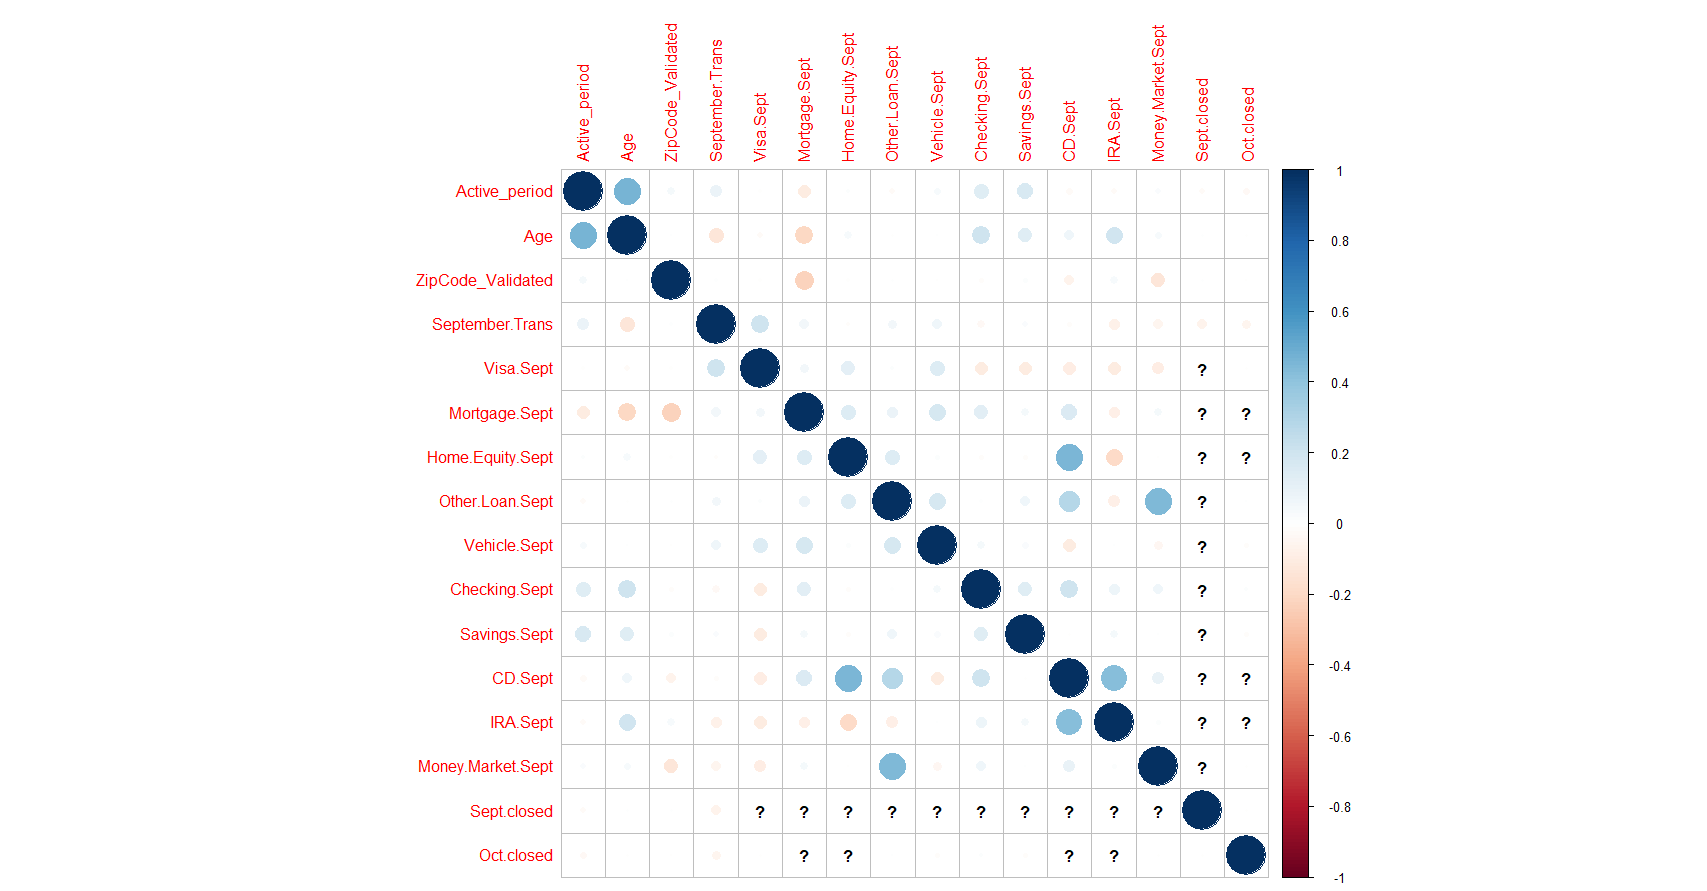 Active_period
Age
ZipCode_Validated
September.Trans
Visa.Sept
Mortgage.Sept
Home.Equity.Sept
Other.Loan.Sept
Vehicle.Sept
Checking.Sept
Savings.Sept
CD.Sept
IRA.Sept
Money.Market.Sept
Sept.closed
Oct.closed
Active_period
Age
ZipCode_Validated
September.Trans
Visa.Sept ?
Mortgage.Sept ? ?
Home.Equity.Sept ? ?
Other.Loan.Sept ?
Vehicle.Sept ?
Checking.Sept ?
Savings.Sept ?
CD.Sept ? ?
IRA.Sept ? ?
Money.Market.Sept ?
Sept.closed ? ? ? ? ? ? ? ? ? ?
Oct.closed ? ? ? ?
1
0.8
0.6
0.4
0.2
0
-0.2
-0.4
-0.6
-0.8
-1